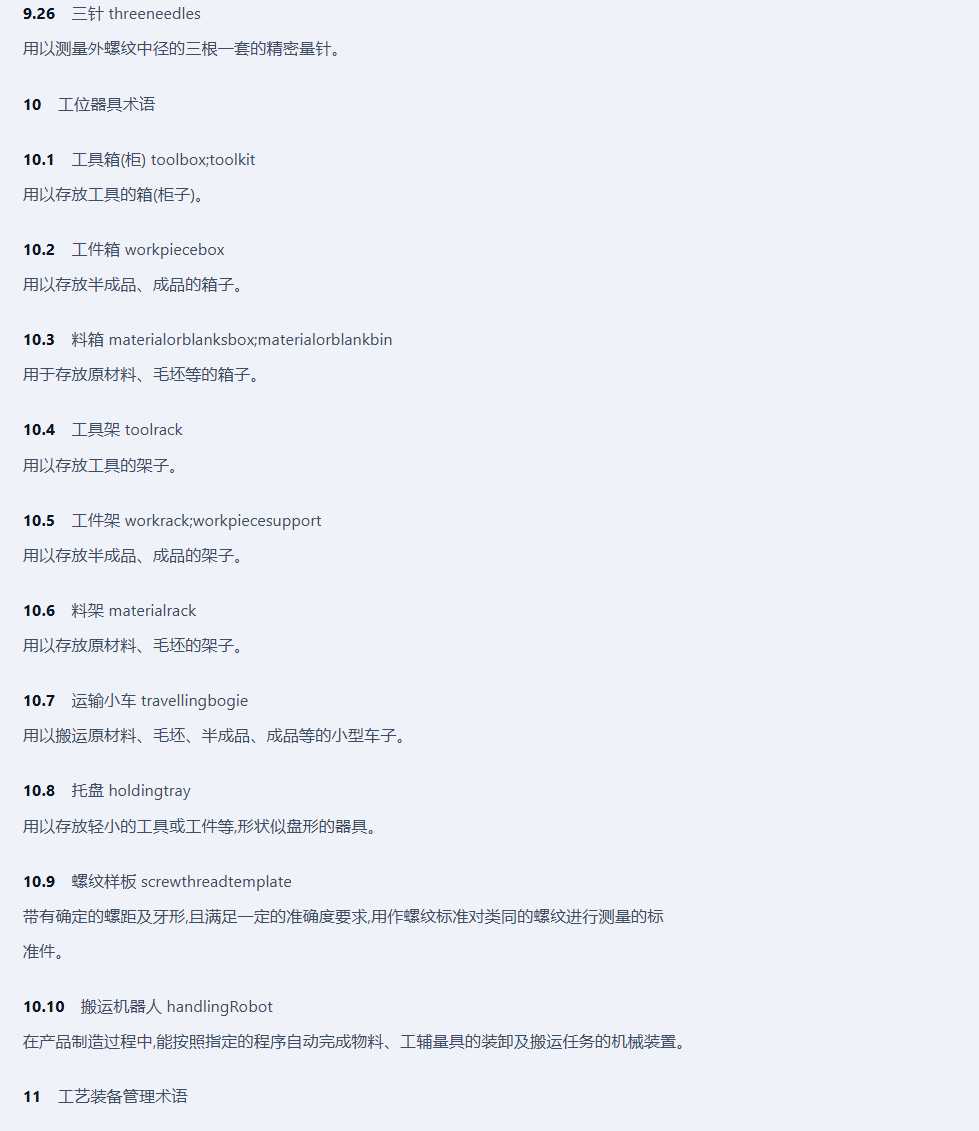 9.26 三针 threeneedles
用以测量外螺纹中径的三根一套的精密量针。
10 工位器具术语
10.1 工具箱(柜) toolbox;toolkit
用以存放工具的箱(柜子)。
10.2 工件箱 workpiecebox
用以存放半成品、成品的箱子。
10.3 料箱 materialorblanksbox;materialorblankbin
用于存放原材料、毛坯等的箱子。
10.4 工具架 toolrack
用以存放工具的架子。
10.5 工件架 workrack;workpiecesupport
用以存放半成品、成品的架子。
10.6 料架 materialrack
用以存放原材料、毛坯的架子。
10.7 运输小车 travellingbogie
用以搬运原材料、毛坯、半成品、成品等的小型车子。
10.8 托盘 holdingtray
用以存放轻小的工具或工件等,形状似盘形的器具。
10.9 螺纹样板 screwthreadtemplate
带有确定的螺距及牙形,且满足一定的准确度要求,用作螺纹标准对类同的螺纹进行测量的标
准件。
10.10 搬运机器人 handlingRobot
在产品制造过程中,能按照指定的程序自动完成物料、工辅量具的装卸及搬运任务的机械装置。
11 工艺装备管理术语